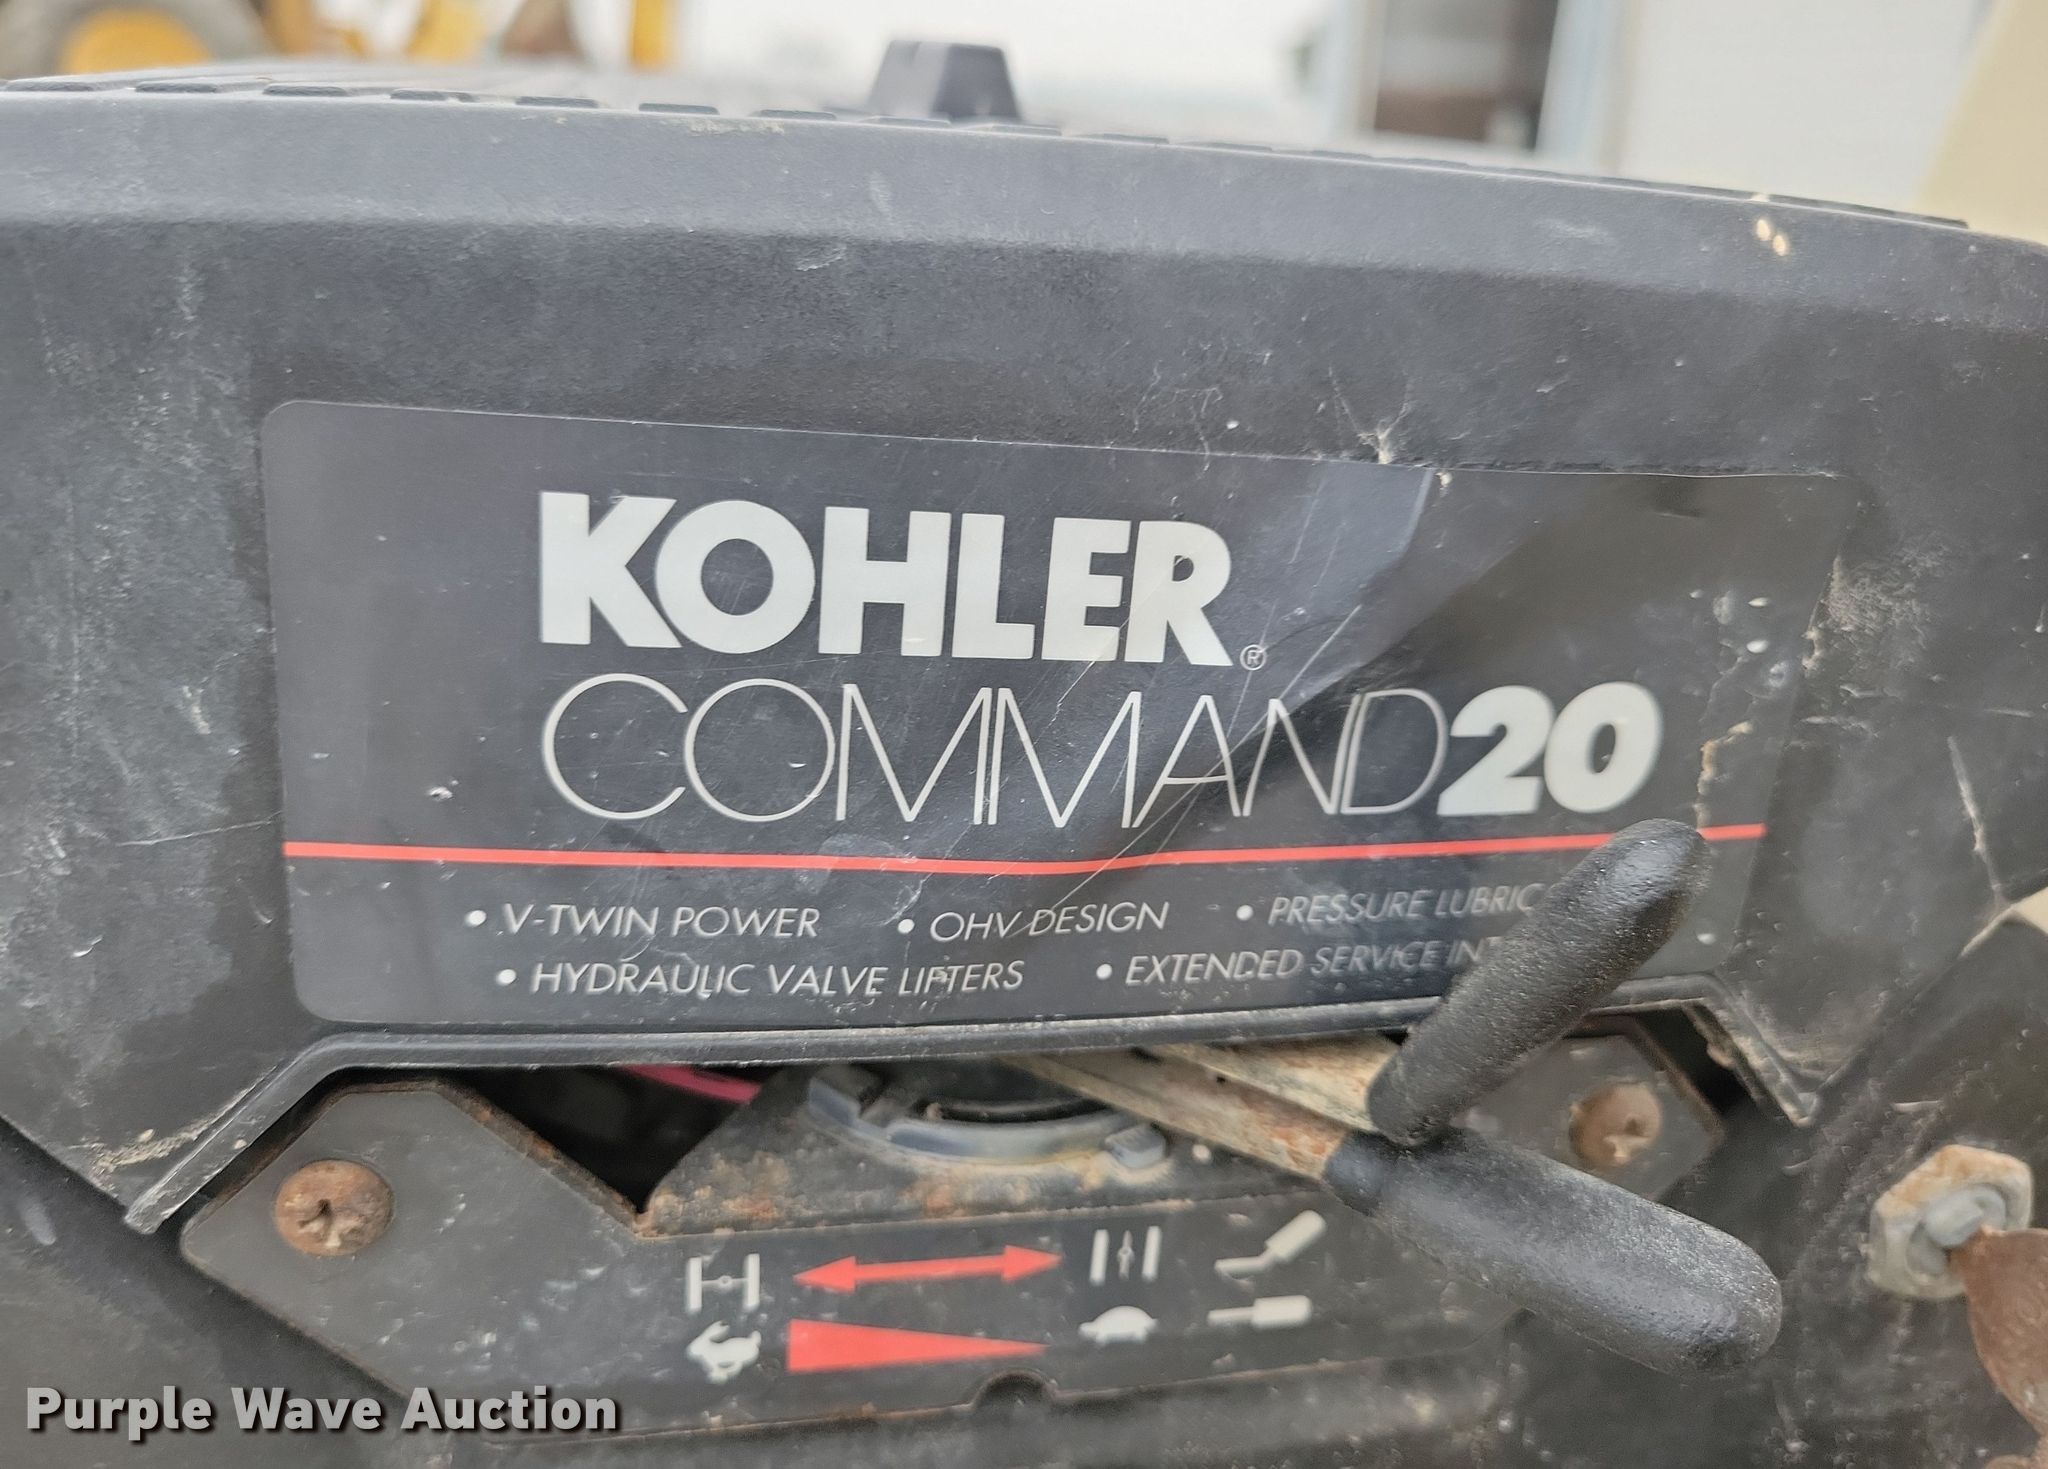 KOHLER®
COMMAND20
• V-TWIN POWER • OHV DESIGN • PRESSURE
• HYDRAULIC VALVE LIFTERS • EXTENDED SERVICE
Purple Wave Auction